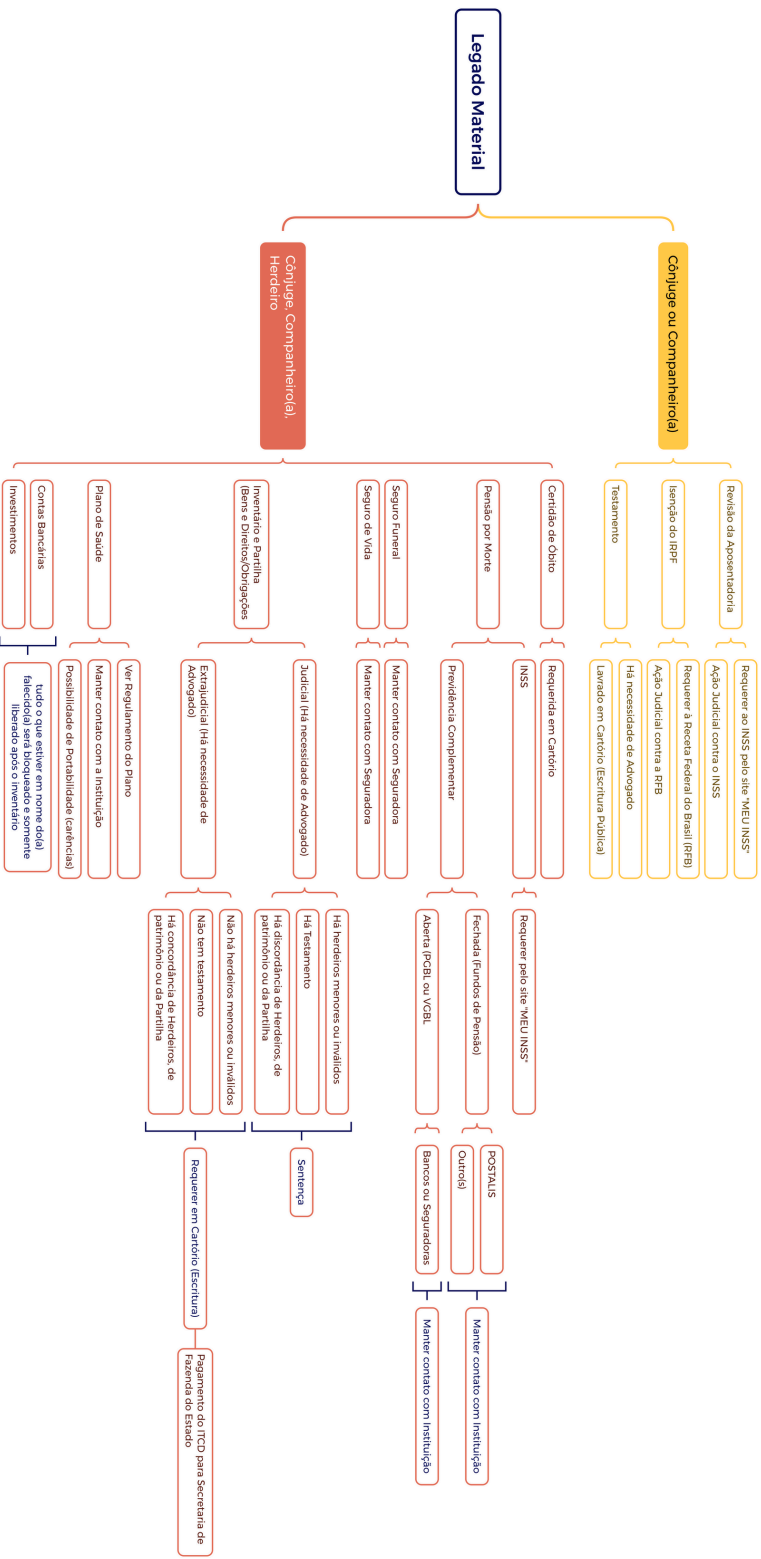 Legado Material
Cônjuge ou Companheiro(a)
Revisão da Aposentadoria
Requerer ao INSS pelo site "MEU INSS"
Ação Judicial contra o INSS
Isenção do IRPF
Requerer à Receita Federal do Brasil (RFB)
Ação Judicial contra a RFB
Testamento
Há necessidade de Advogado
Lavrado em Cartório (Escritura Pública)
Cônjuge, Companheiro(a),
Herdeiro
Certidão de Óbito
Requerida em Cartório
Pensão por Morte
INSS
Requerer pelo site "MEU INSS"
Previdência Complementar
Fechada (Fundos de Pensão)
POSTALIS
Outro(s)
Manter contato com Instituição
Aberta (PGBL ou VGBL
Bancos ou Seguradoras
Manter contato com Instituição
Seguro Funeral
Manter contato com Seguradora
Seguro de Vida
Manter contato com Seguradora
Inventário e Partilha
(Bens e Direitos/Obrigações
Judicial (Há necessidade de Advogado)
Há herdeiros menores ou inválidos
Há Testamento
Há discordância de Herdeiros, de
patrimônio ou da Partilha
Sentença
Extrajudicial (Há necessidade de
Advogado)
Não há herdeiros menores ou inválidos
Não tem testamento
Há concordância de Herdeiros, de
patrimônio ou da Partilha
Requerer em Cartório (Escritura)
Pagamento do ITCD para Secretaria de
Fazenda do Estado
Plano de Saúde
Ver Regulamento do Plano
Manter contato com a Instituição
Possibilidade de Portabilidade (carências)
Contas Bancárias
Investimentos
tudo o que estiver em nome do(a)
falecido(a) será bloqueado e somente
liberado após o inventário